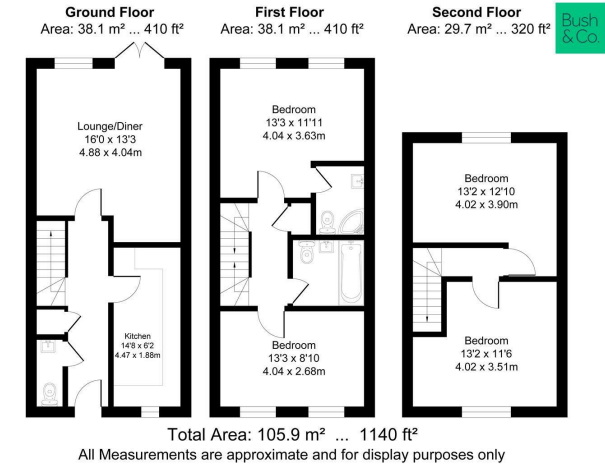 Ground Floor
Area: 38.1 m² ... 410 ft²
First Floor
Area: 38.1 m² ... 410 ft²
Second Floor
Area: 29.7 m² ... 320 ft²
Bush
& Co.
Lounge/Diner
16'0 x 13'3
4.88 x 4.04m
Kitchen
14'8 x 6'2
4.47 x 1.88m
Bedroom
13'3 x 11'11
4.04 x 3.63m
Bedroom
13'3 x 8'10
4.04 x 2.68m
Bedroom
13'2 x 12'10
4.02 x 3.90m
Bedroom
13'2 x 11'6
4.02 x 3.51m
Total Area: 105.9 m² ... 1140 ft²
All Measurements are approximate and for display purposes only